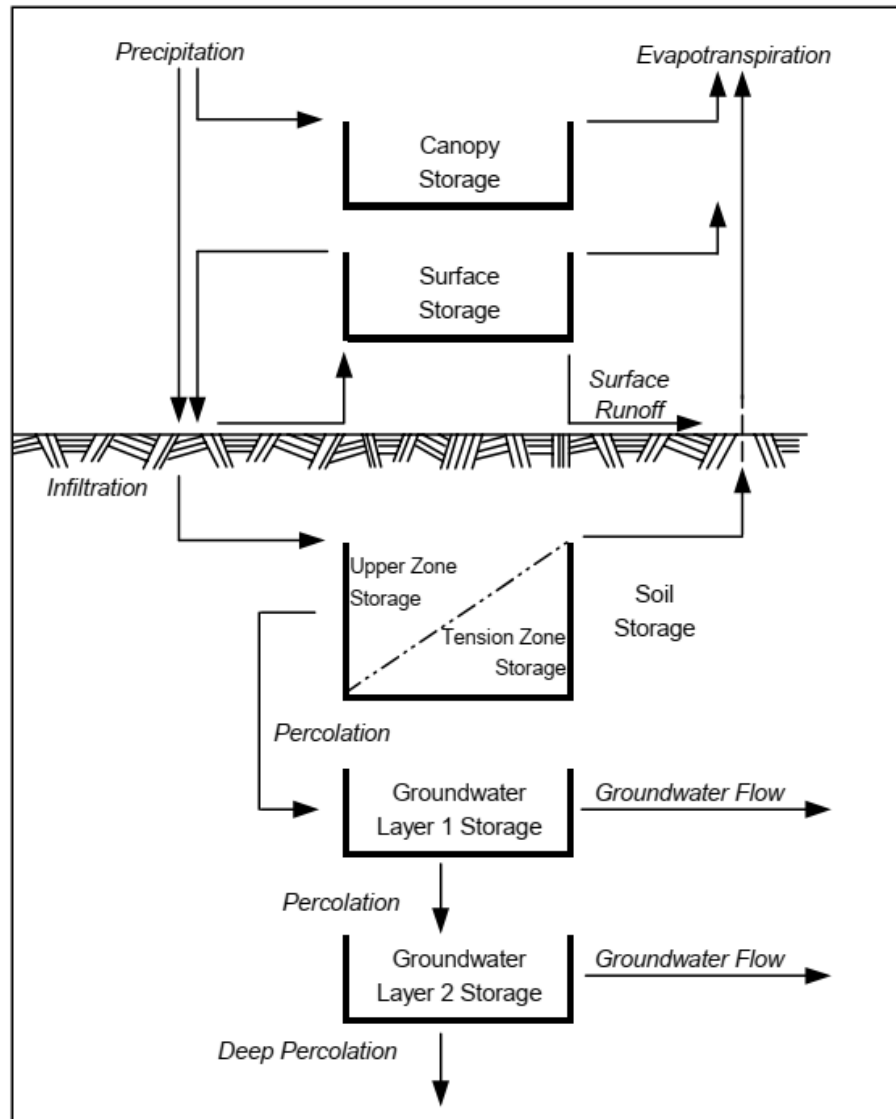 Precipitation
Evapotranspiration
Canopy
Storage
Surface
Storage
Surface
Runoff
Infiltration
Upper Zone
Storage
Tension Zone
Storage
Soil
Storage
Percolation
Groundwater
Layer 1 Storage
Groundwater Flow
Percolation
Groundwater
Layer 2 Storage
Groundwater Flow
Deep Percolation